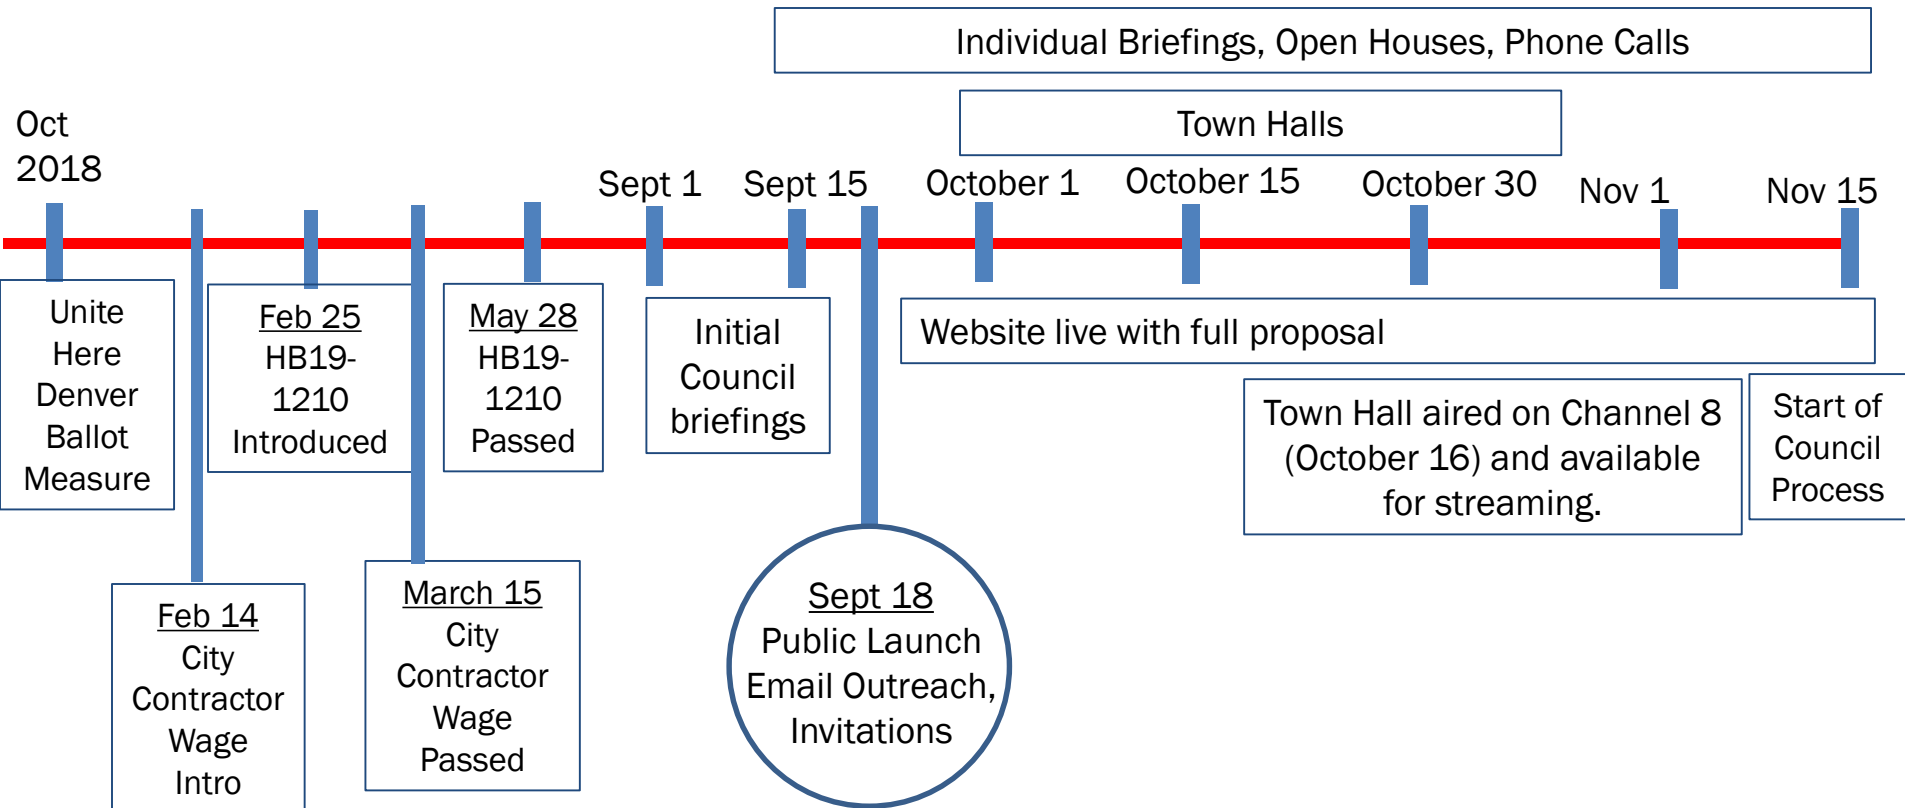 Individual Briefings, Open Houses, Phone Calls
Town Halls
Oct
2018
Sept 1
Sept 15
October 1
October 15
October 30
Nov 1
Nov 15
Unite
Here
Denver
Ballot
Measure
Feb 25
HB19-
1210
Introduced
May 28
HB19-
1210
Passed
Initial
Council
briefings
Website live with full proposal
Town Hall aired on Channel 8
(October 16) and available
for streaming.
Start of
Council
Process
Feb 14
City
Contractor
Wage
Intro
March 15
City
Contractor
Wage
Passed
Sept 18
Public Launch
Email Outreach,
Invitations